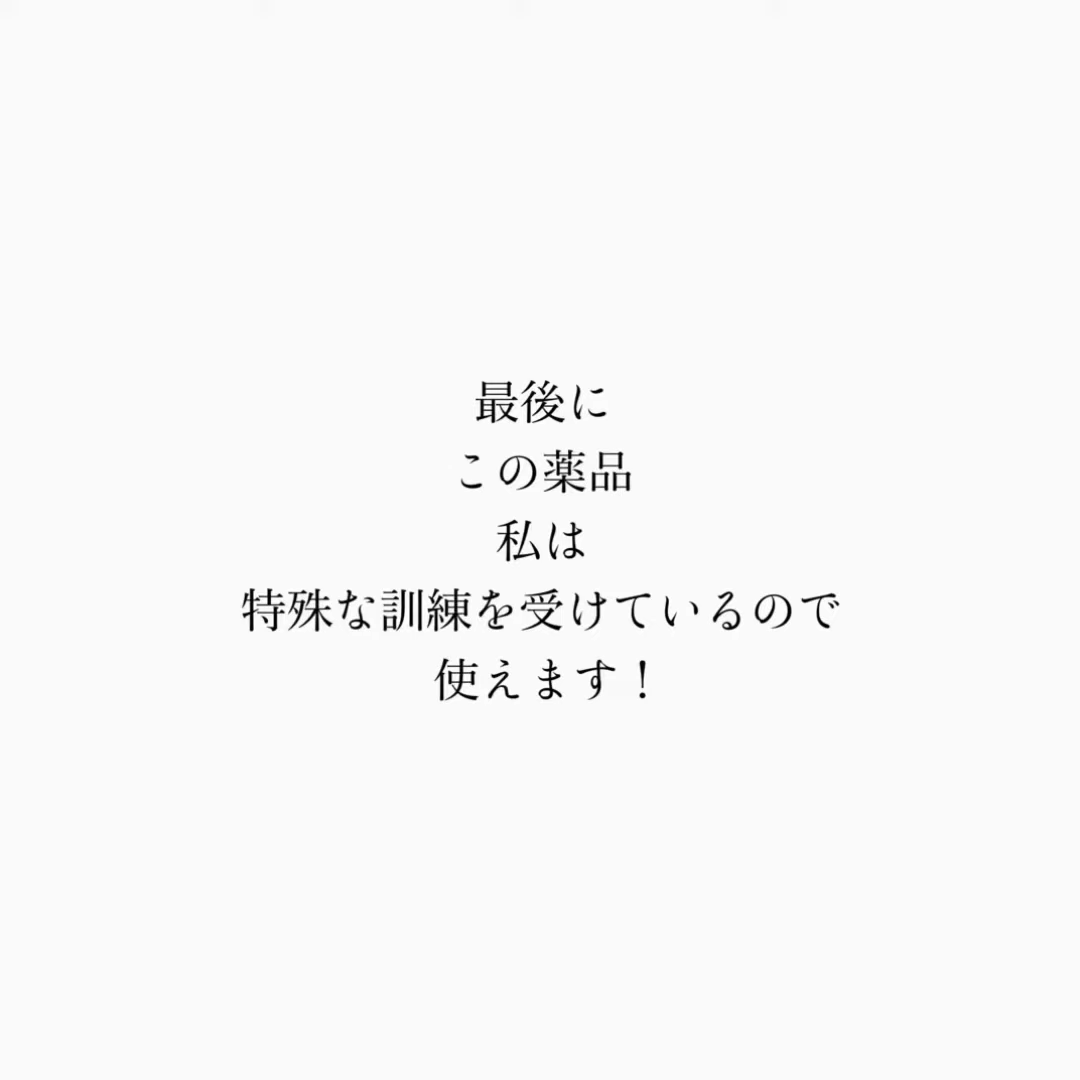 最後に
この薬品
私は
特殊な訓練を受けているので
使えます！